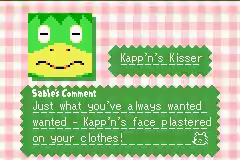 Kapp'n's Kisser
Sable's Comment
Just what you've always wanted
wanted - Kapp'n's face plastered
on your clothes!